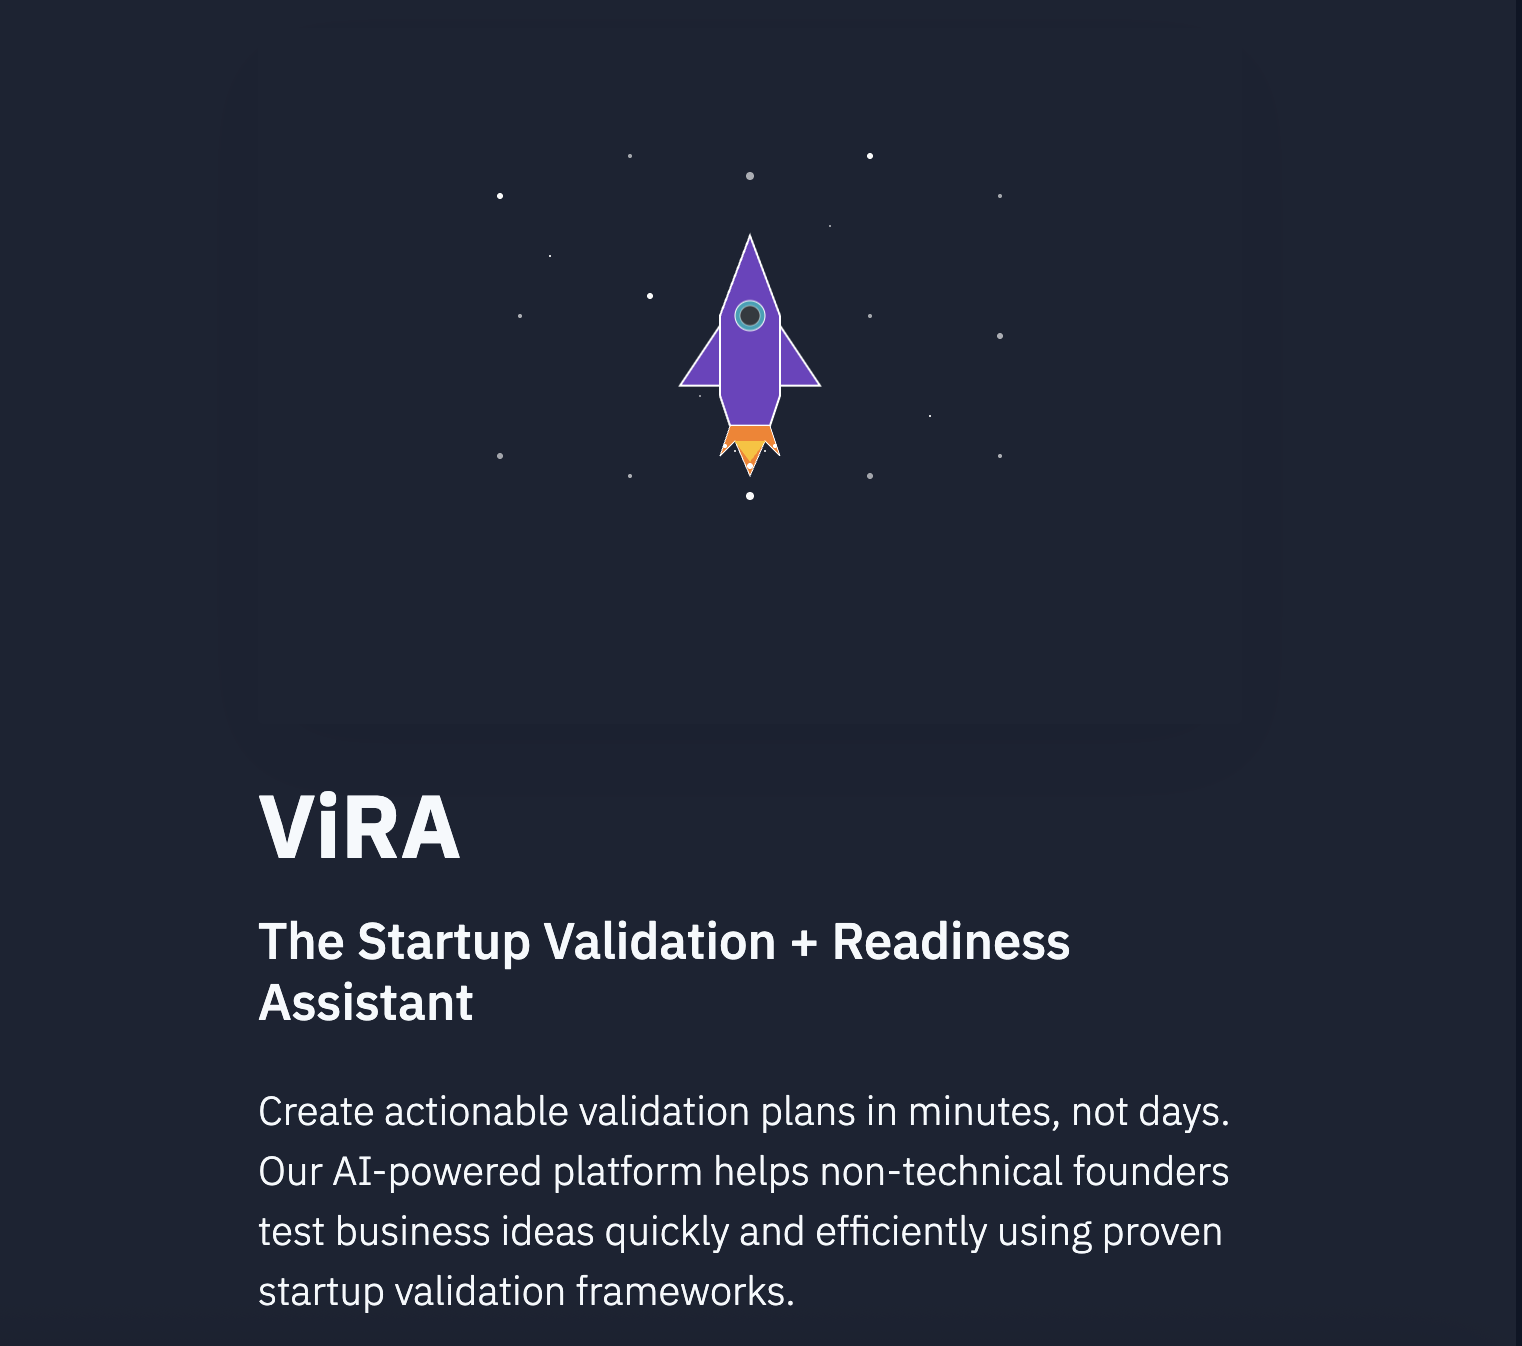 ViRA
The Startup Validation + Readiness
Assistant
Create actionable validation plans in minutes, not days.
Our AI-powered platform helps non-technical founders
test business ideas quickly and efficiently using proven
startup validation frameworks.